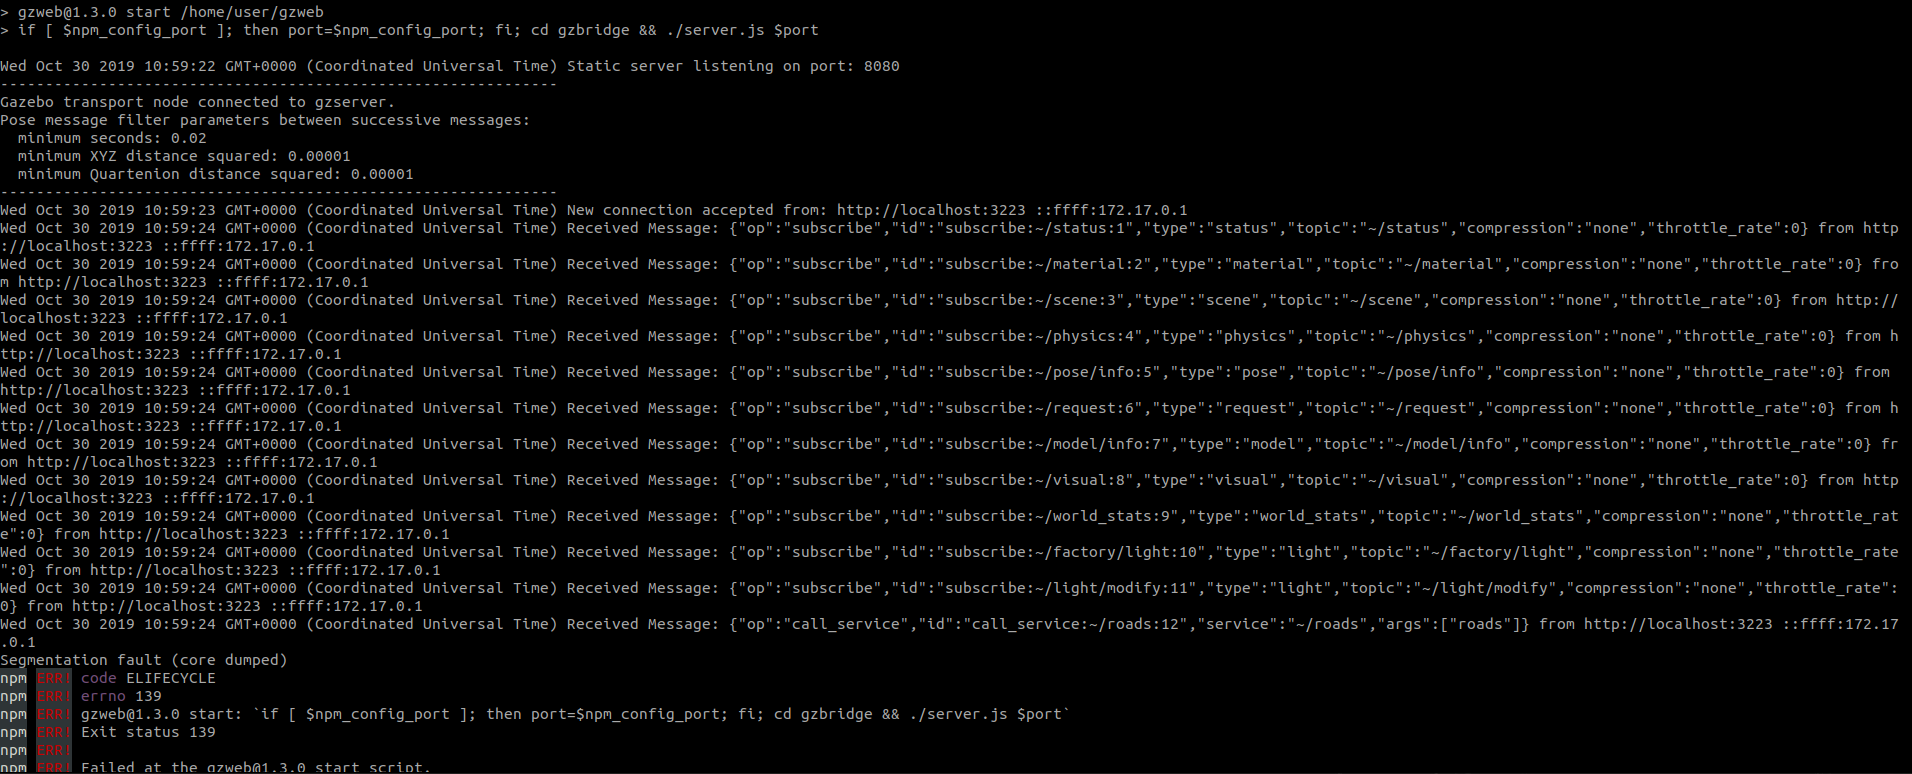 > gzweb@1.3.0 start /home/user/gzweb
> if [ $npm_config_port ]; then port=$npm_config_port; fi; cd gzbridge && ./server.js $port
Wed Oct 30 2019 10:59:22 GMT+0000 (Coordinated Universal Time) Static server listening on port: 8080
--------------------------------------------------------------
Gazebo transport node connected to gzserver.
Pose message filter parameters between successive messages:
  minimum seconds: 0.02
  minimum XYZ distance squared: 0.00001
  minimum Quartenion distance squared: 0.00001
--------------------------------------------------------------
Wed Oct 30 2019 10:59:23 GMT+0000 (Coordinated Universal Time) New connection accepted from: http://localhost:3223 ::ffff:172.17.0.1
Wed Oct 30 2019 10:59:24 GMT+0000 (Coordinated Universal Time) Received Message: {"op":"subscribe","id":"subscribe:~/status:1","type":"status","topic":"~/status","compression":"none","throttle_rate":0} from http
://localhost:3223 ::ffff:172.17.0.1
Wed Oct 30 2019 10:59:24 GMT+0000 (Coordinated Universal Time) Received Message: {"op":"subscribe","id":"subscribe:~/material:2","type":"material","topic":"~/material","compression":"none","throttle_rate":0} fro
m http://localhost:3223 ::ffff:172.17.0.1
Wed Oct 30 2019 10:59:24 GMT+0000 (Coordinated Universal Time) Received Message: {"op":"subscribe","id":"subscribe:~/scene:3","type":"scene","topic":"~/scene","compression":"none","throttle_rate":0} from http://
localhost:3223 ::ffff:172.17.0.1
Wed Oct 30 2019 10:59:24 GMT+0000 (Coordinated Universal Time) Received Message: {"op":"subscribe","id":"subscribe:~/physics:4","type":"physics","topic":"~/physics","compression":"none","throttle_rate":0} from h
ttp://localhost:3223 ::ffff:172.17.0.1
Wed Oct 30 2019 10:59:24 GMT+0000 (Coordinated Universal Time) Received Message: {"op":"subscribe","id":"subscribe:~/pose/info:5","type":"pose","topic":"~/pose/info","compression":"none","throttle_rate":0} from
http://localhost:3223 ::ffff:172.17.0.1
Wed Oct 30 2019 10:59:24 GMT+0000 (Coordinated Universal Time) Received Message: {"op":"subscribe","id":"subscribe:~/request:6","type":"request","topic":"~/request","compression":"none","throttle_rate":0} from h
ttp://localhost:3223 ::ffff:172.17.0.1
Wed Oct 30 2019 10:59:24 GMT+0000 (Coordinated Universal Time) Received Message: {"op":"subscribe","id":"subscribe:~/model/info:7","type":"model","topic":"~/model/info","compression":"none","throttle_rate":0} fr
om http://localhost:3223 ::ffff:172.17.0.1
Wed Oct 30 2019 10:59:24 GMT+0000 (Coordinated Universal Time) Received Message: {"op":"subscribe","id":"subscribe:~/visual:8","type":"visual","topic":"~/visual","compression":"none","throttle_rate":0} from http
://localhost:3223 ::ffff:172.17.0.1
Wed Oct 30 2019 10:59:24 GMT+0000 (Coordinated Universal Time) Received Message: {"op":"subscribe","id":"subscribe:~/world_stats:9","type":"world_stats","topic":"~/world_stats","compression":"none","throttle_rat
e":0} from http://localhost:3223 ::ffff:172.17.0.1
Wed Oct 30 2019 10:59:24 GMT+0000 (Coordinated Universal Time) Received Message: {"op":"subscribe","id":"subscribe:~/factory/light:10","type":"light","topic":"~/factory/light","compression":"none","throttle_rate
":0} from http://localhost:3223 ::ffff:172.17.0.1
Wed Oct 30 2019 10:59:24 GMT+0000 (Coordinated Universal Time) Received Message: {"op":"subscribe","id":"subscribe:~/light/modify:11","type":"light","topic":"~/light/modify","compression":"none","throttle_rate":
0} from http://localhost:3223 ::ffff:172.17.0.1
Wed Oct 30 2019 10:59:24 GMT+0000 (Coordinated Universal Time) Received Message: {"op":"call_service","id":"call_service:~/roads:12","service":"~/roads","args":["roads"]} from http://localhost:3223 ::ffff:172.17
.0.1
Segmentation fault (core dumped)
npm ERR! code ELIFECYCLE
npm ERR! errno 139
npm ERR! gzweb@1.3.0 start: `if [ $npm_config_port ]; then port=$npm_config_port; fi; cd gzbridge && ./server.js $port`
npm ERR! Exit status 139
npm ERR!
npm ERR! Failed at the gzweb@1.3.0 start script.